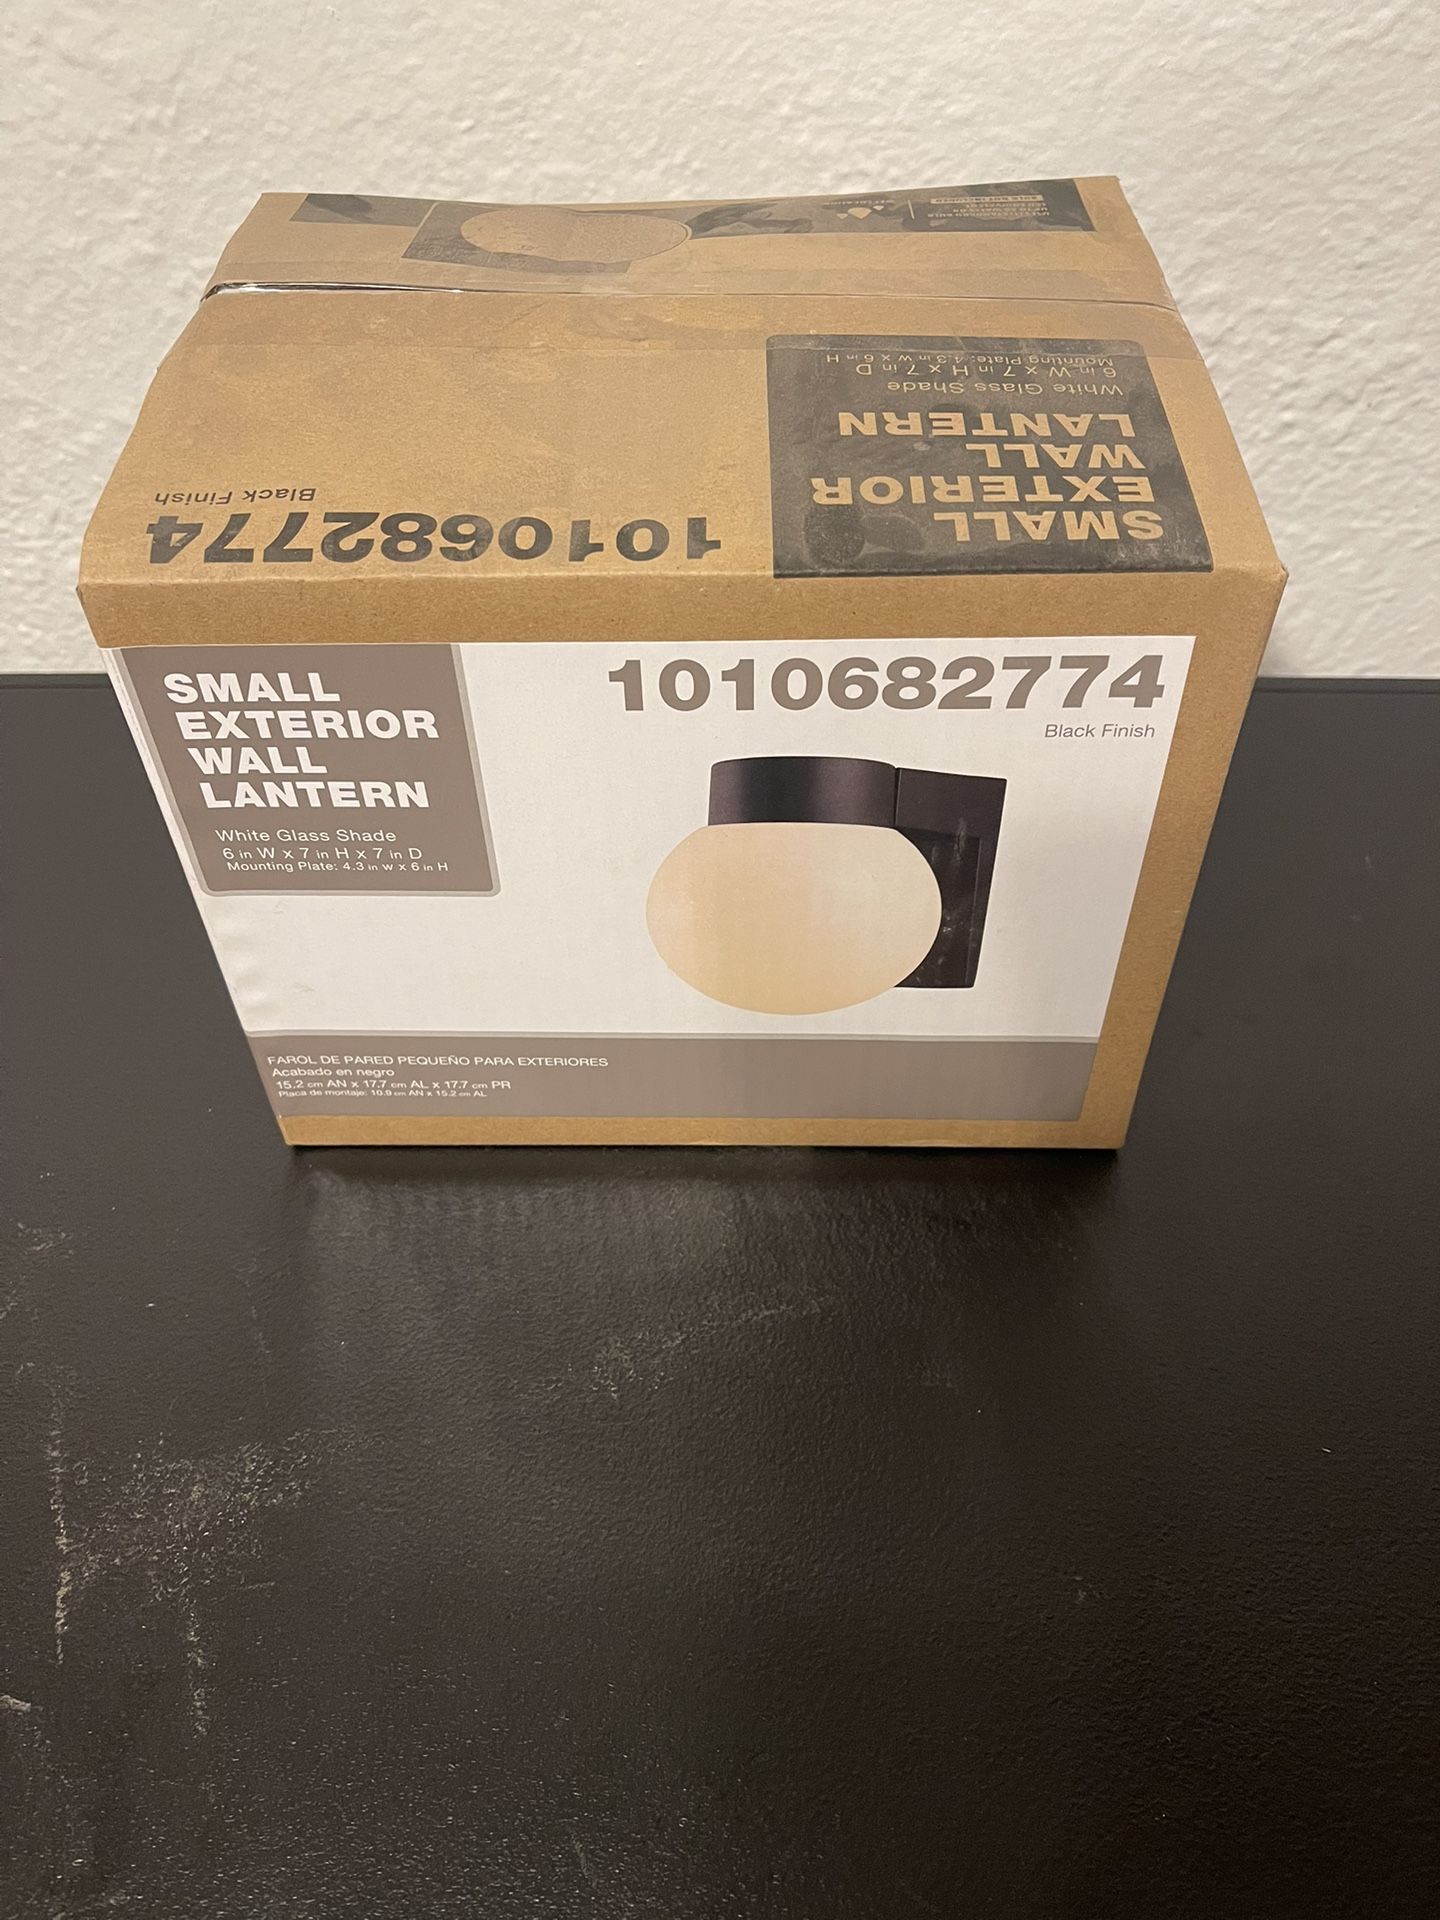 SMALL
EXTERIOR
WALL
LANTERN
White Glass Shade
6 in W x 7 in H x 7 in D
Mounting Plate: 4.3 in w x 6 in H
1010682774
Black Finish
SMALL
EXTERIOR
WALL
LANTERN
White Glass Shade
6 in W x 7 in H x 7 in D
Mounting Plate: 4.3 in w x 6 in H
1010682774
Black Finish
FAROL DE PARED PEQUEÑO PARA EXTERIORES
Acabado en negro
15.2 cm AN x 17.7 cm AL x 17.7 cm PR
Placa de montaje: 10.9 cm AN x 15.2 cm AL